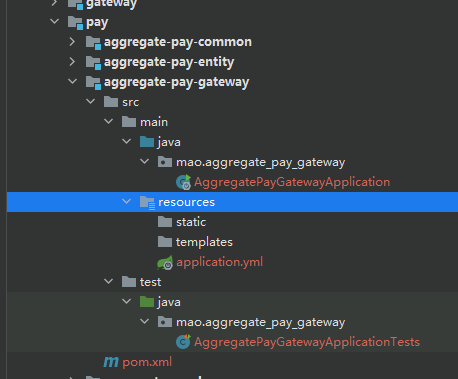 gateway
pay
aggregate-pay-common
aggregate-pay-entity
aggregate-pay-gateway
src
main
java
mao.aggregate_pay_gateway
AggregatePayGatewayApplication
resources
static
templates
application.yml
test
java
mao.aggregate_pay_gateway
AggregatePayGatewayApplicationTests
pom.xml